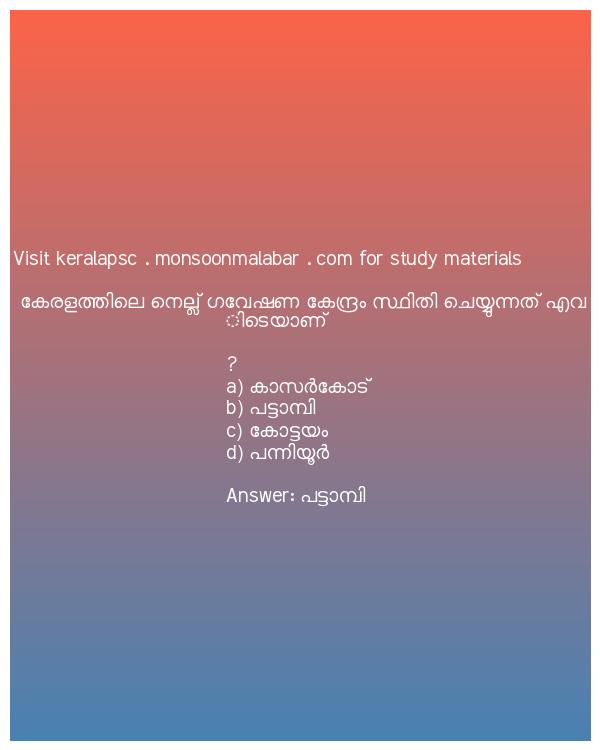 Visit keralapsc . monsoonmalabar . com for study materials
കേരളത്തിലെ നെല്ല് ഗവേഷണ കേന്ദ്രം സ്ഥിതി ചെയ്യുന്നത് എവ
ിടെയാണ്
?
a) കാസർകോട്
b) പട്ടാമ്പി
c) കോട്ടയം
d) പന്നിയൂർ
Answer: പട്ടാമ്പി